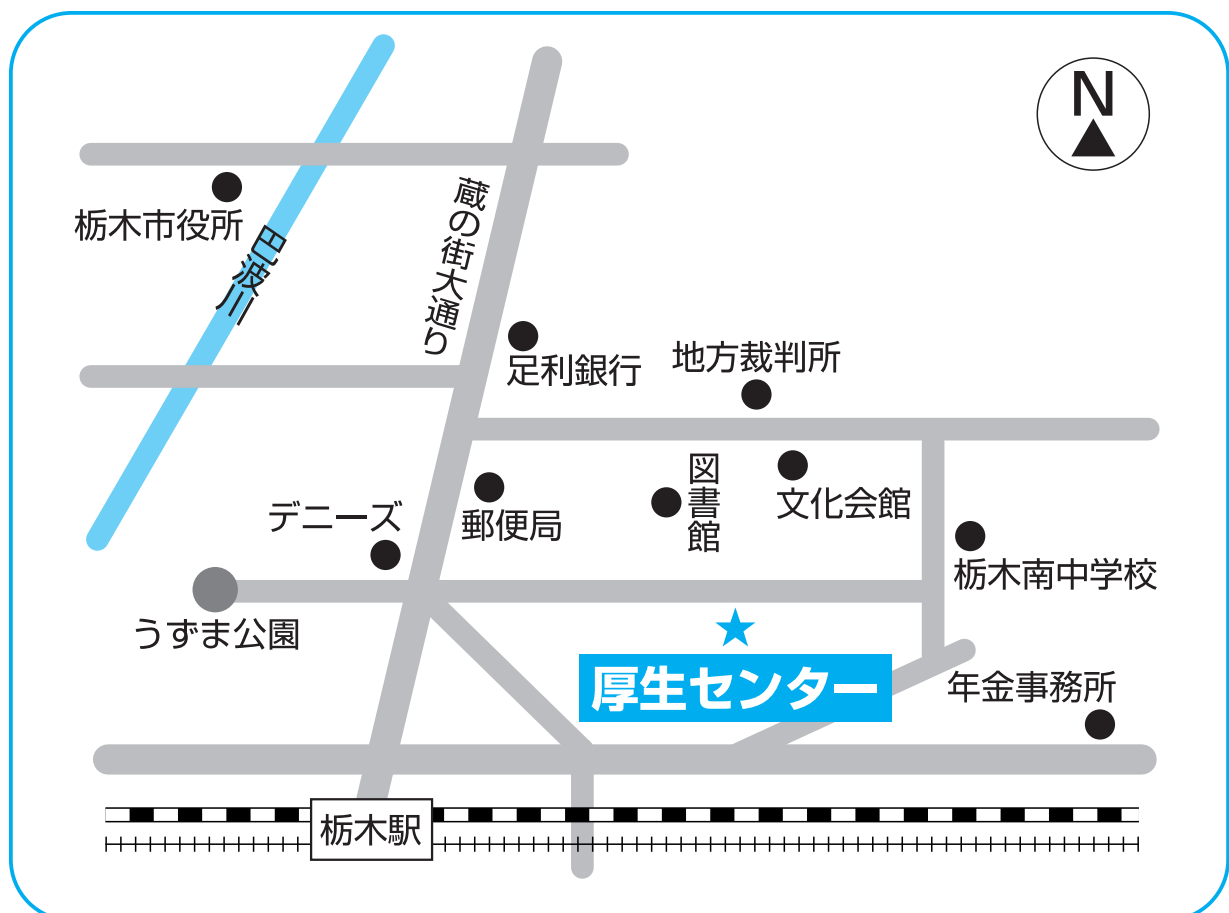 N
栃木市役所
巴波川
蔵の街大通り
足利銀行
地方裁判所
デニーズ
郵便局
図書館
文化会館
栃木南中学校
うずま公園
厚生センター
年金事務所
栃木駅